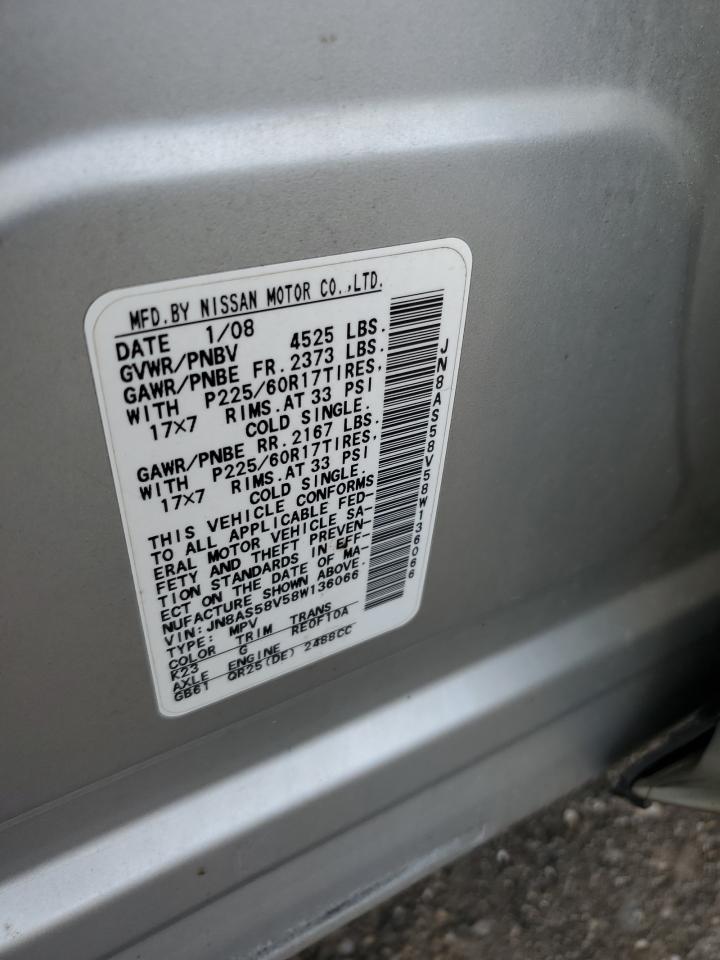 MFD.BY NISSAN MOTOR CO.,LTD.
DATE 1/08
GVWR/PNBV 4525 LBS.
GAWR/PNBE FR. 2373 LBS.
WITH P225/60R17TIRES,
17×7 RIMS.AT 33 PSI
COLD SINGLE.
GAWR/PNBE RR. 2167 LBS.
WITH P225/60R17TIRES,
17×7 RIMS.AT 33 PSI
COLD SINGLE.
THIS VEHICLE CONFORMS
TO ALL APPLICABLE FED-
ERAL MOTOR VEHICLE SA-
FETY AND THEFT PREVEN-
TION STANDARDS IN EFF-
ECT ON THE DATE OF MA-
NUFACTURE SHOWN ABOVE.
VIN:JN8AS58V58W136066
TYPE: MPV
COLOR TRIM TRANS
K23 G RE0F10A
AXLE ENGINE
GB61 QR25(DE) 2488CC
JN8AS58V58W136066